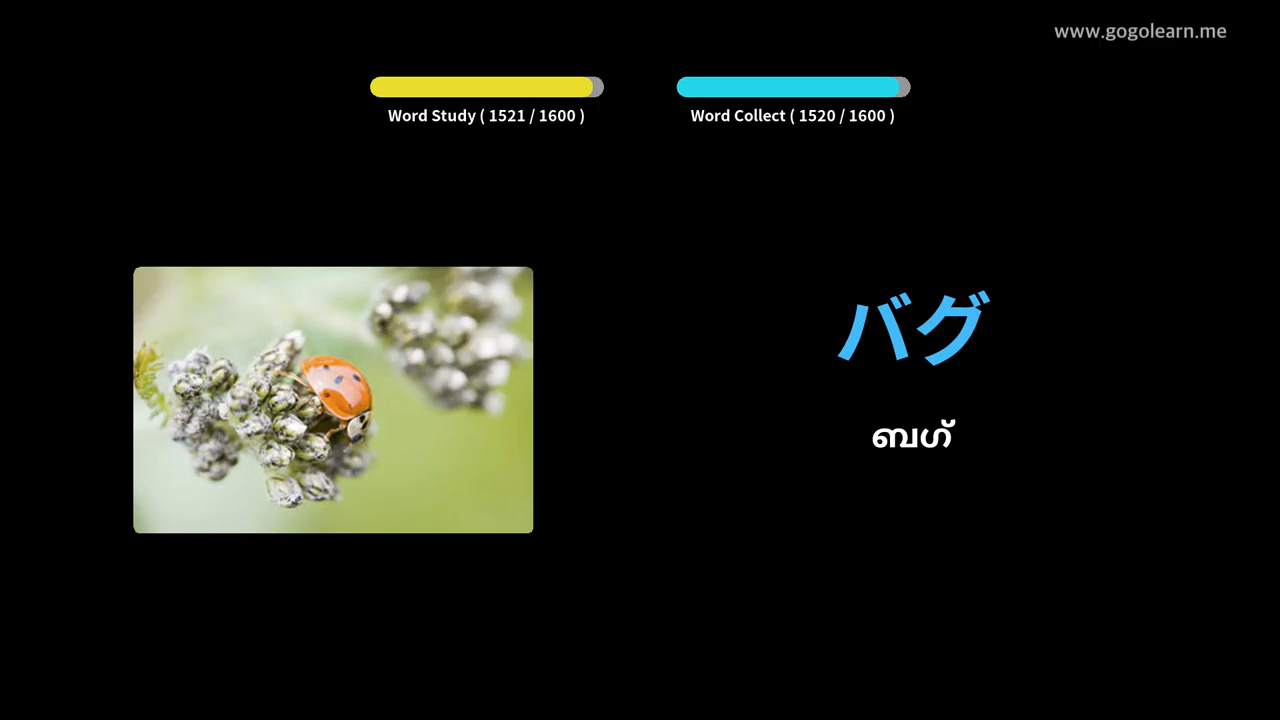 www.gogolearn.me
Word Study ( 1521 / 1600 )
Word Collect ( 1520 / 1600 )
バグ
ബഗ്